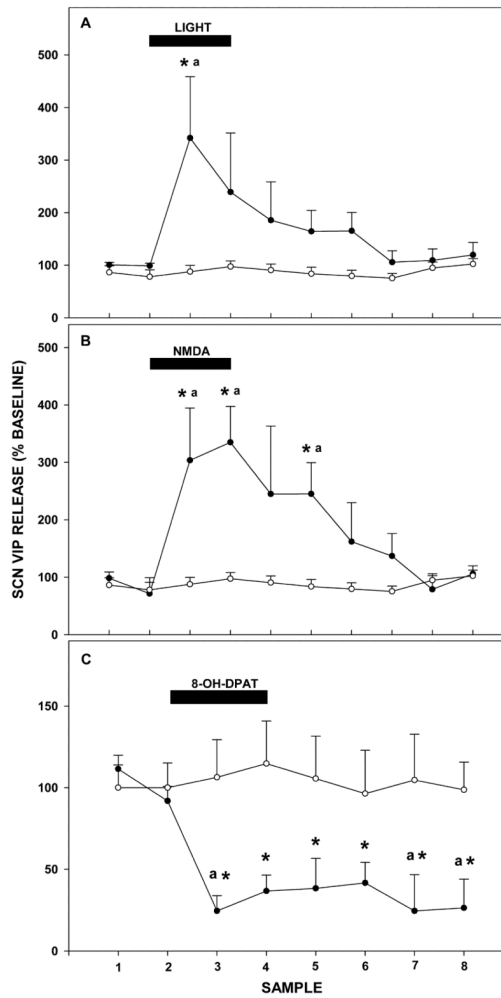 A
LIGHT
* a
500
400
300
200
100
0
B
NMDA
* a * a
* a
500
400
300
200
100
0
SCN VIP RELEASE (% BASELINE)
C
8-OH-DPAT
150
100
50
0
a * * * * a * a *
1 2 3 4 5 6 7 8
SAMPLE